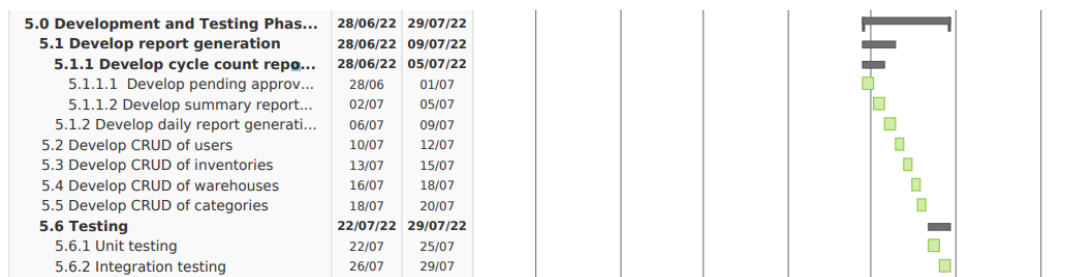 5.0 Development and Testing Phas... 28/06/22 29/07/22
5.1 Develop report generation 28/06/22 09/07/22
5.1.1 Develop cycle count repo... 28/06/22 05/07/22
5.1.1.1 Develop pending approv... 28/06 01/07
5.1.1.2 Develop summary report... 02/07 05/07
5.1.2 Develop daily report generati... 06/07 09/07
5.2 Develop CRUD of users 10/07 12/07
5.3 Develop CRUD of inventories 13/07 15/07
5.4 Develop CRUD of warehouses 16/07 18/07
5.5 Develop CRUD of categories 18/07 20/07
5.6 Testing 22/07/22 29/07/22
5.6.1 Unit testing 22/07 25/07
5.6.2 Integration testing 26/07 29/07